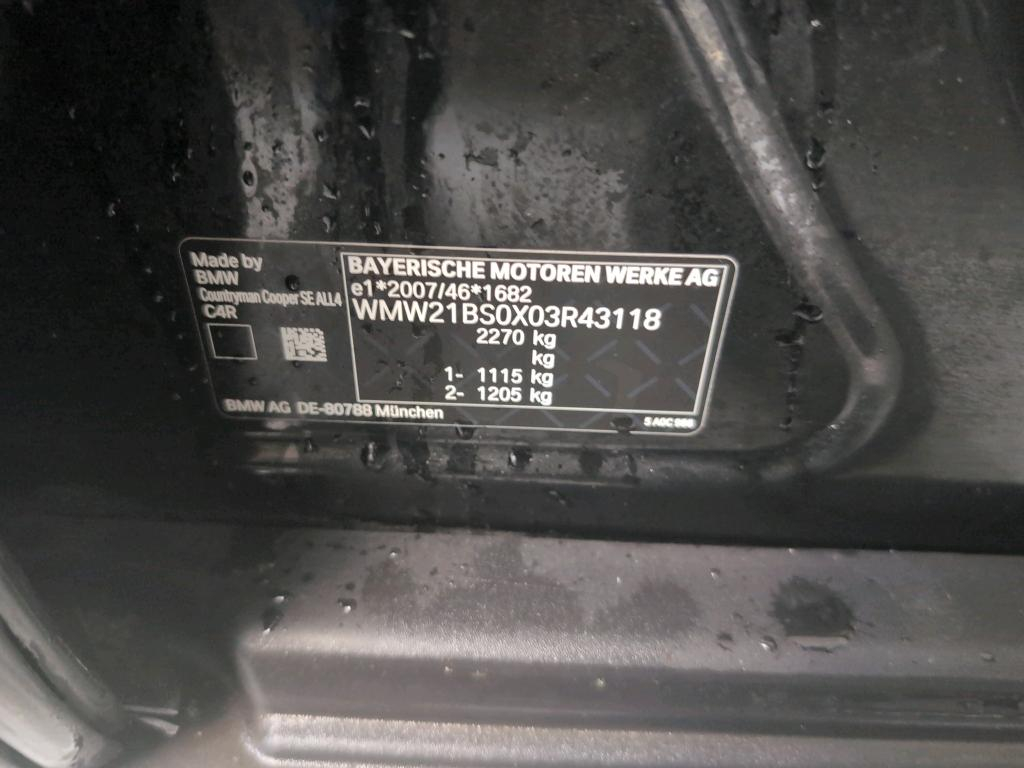 Made by
BMW
Countryman Cooper SE ALL4
C4R
BMW AG DE-80788 München
BAYERISCHE MOTOREN WERKE AG
e1*2007/46*1682
WMW21BS0X03R43118
2270 kg
kg
1- 1115 kg
2- 1205 kg